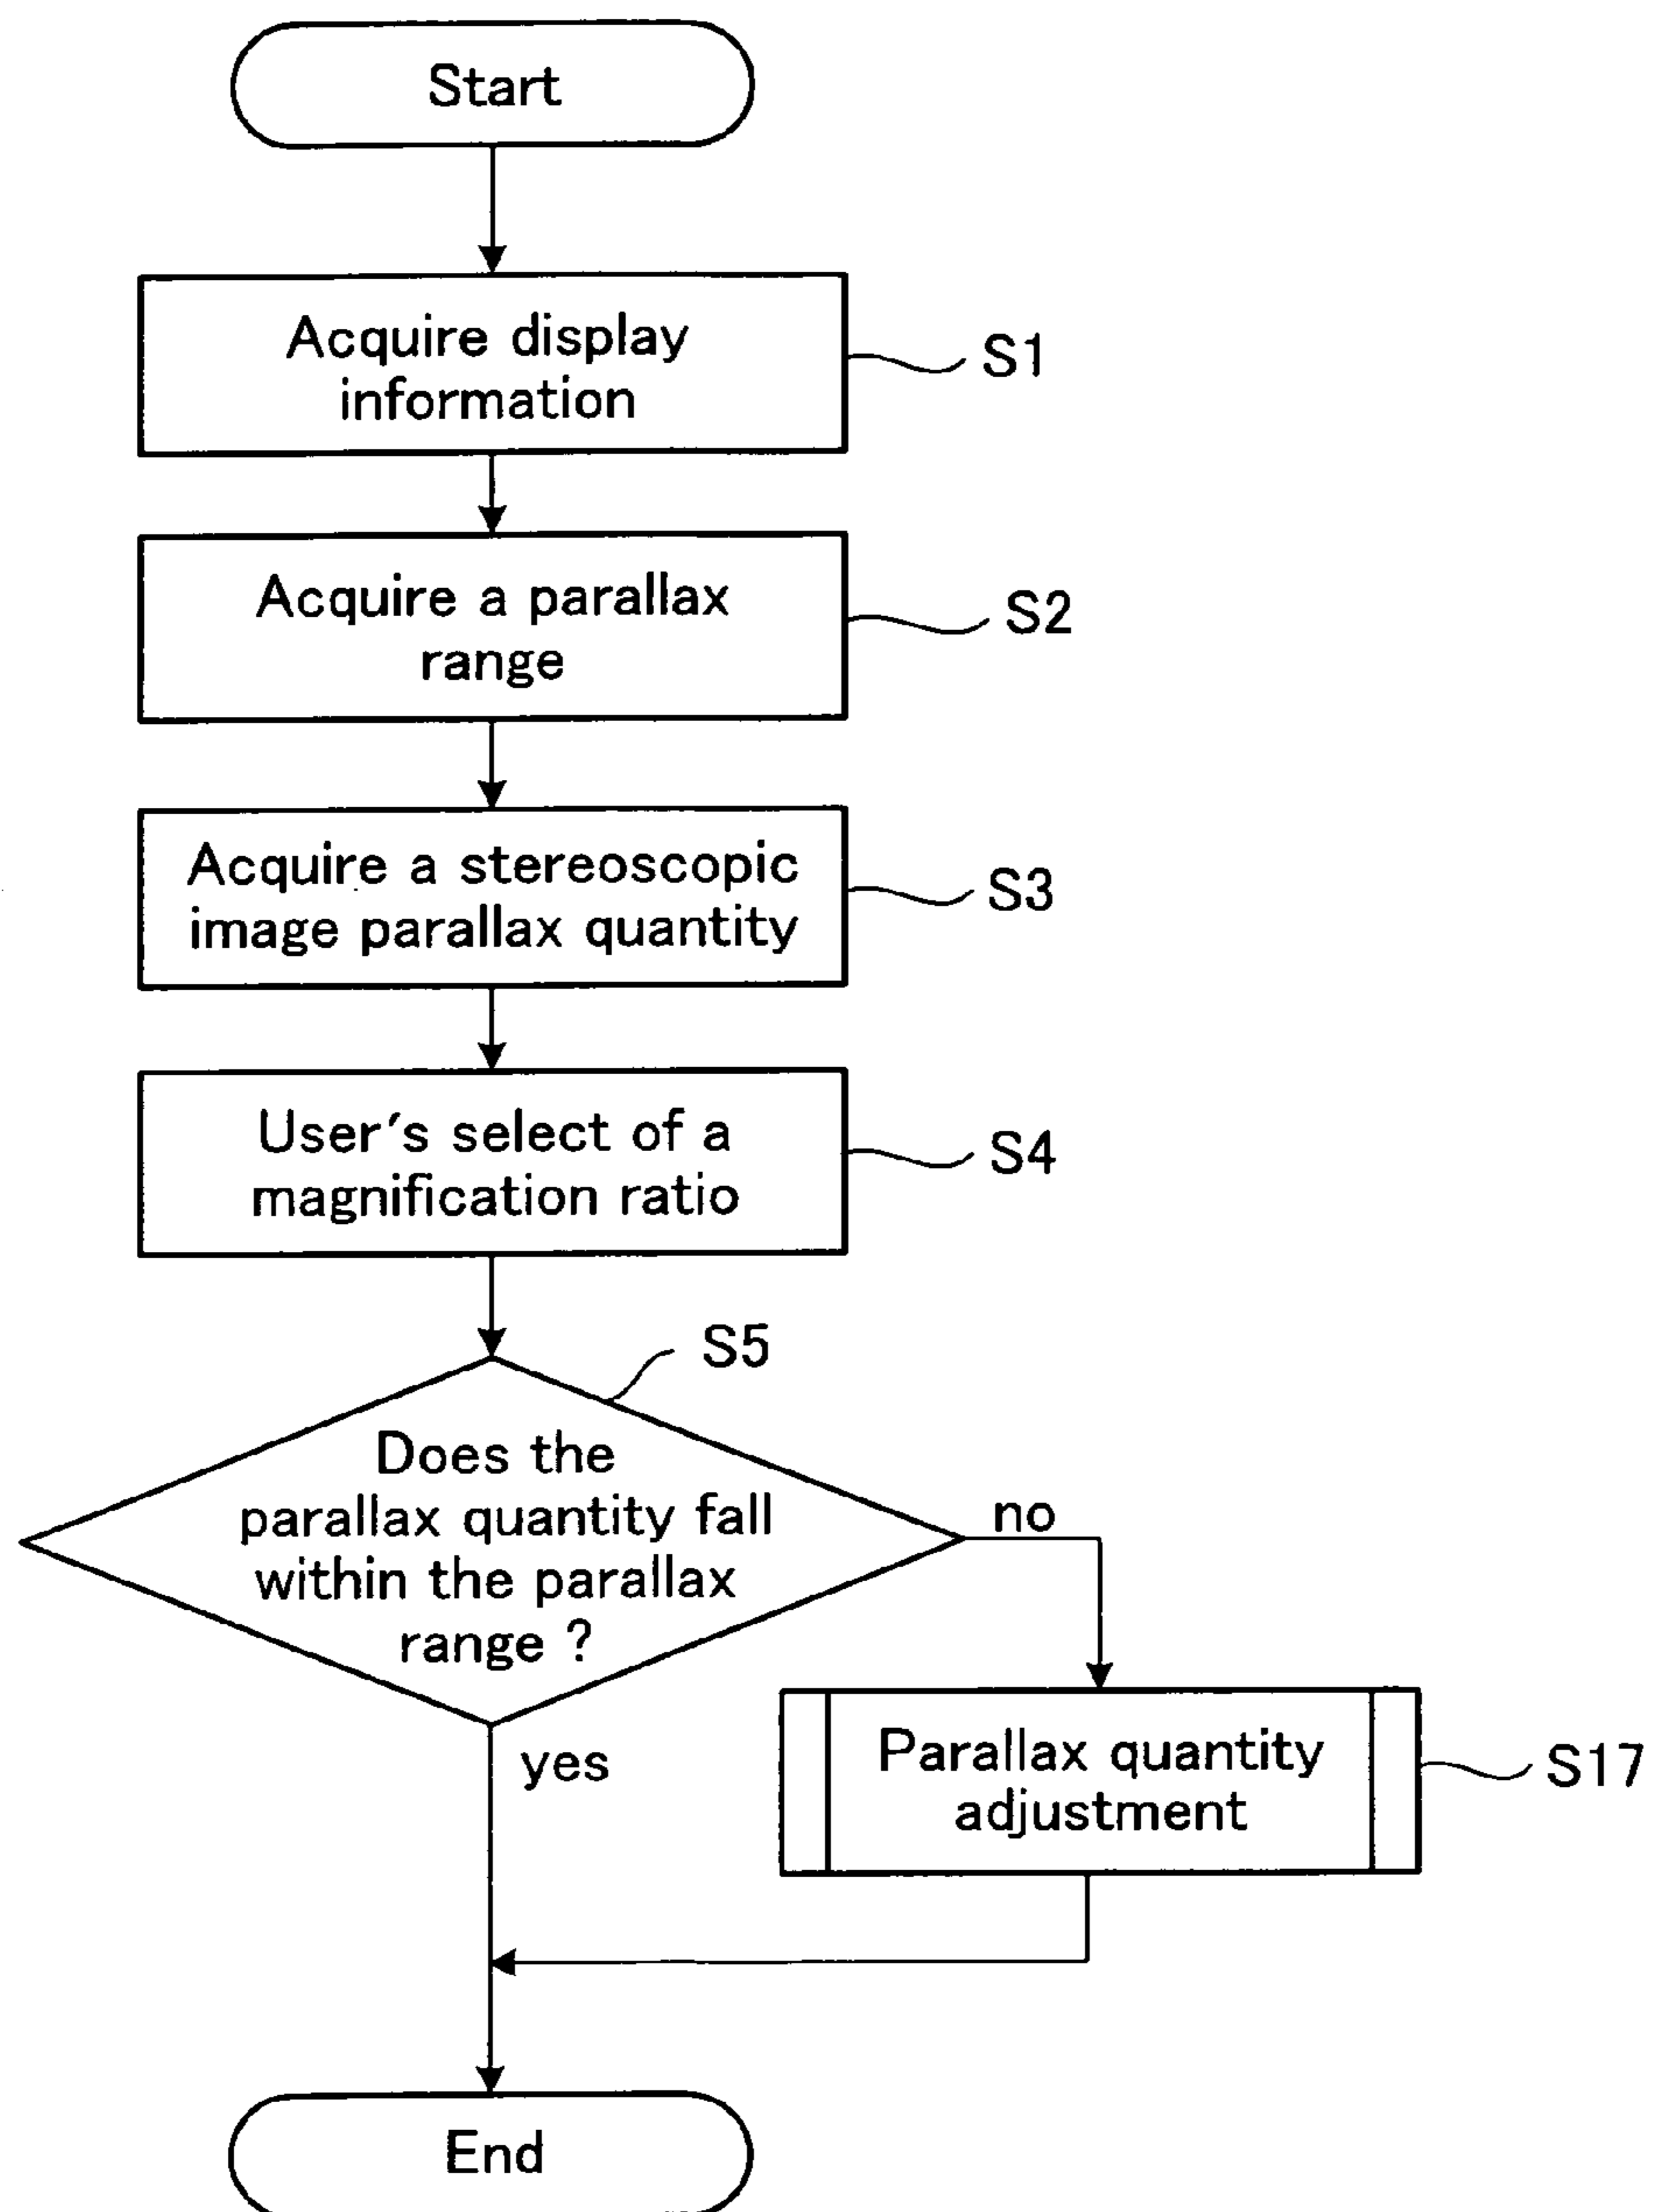 Start
Acquire display
information
S1
Acquire a parallax
range
S2
Acquire a stereoscopic
image parallax quantity
S3
User's select of a
magnification ratio
S4
S5
Does the
parallax quantity fall
within the parallax
range ?
no
yes
Parallax quantity
adjustment
S17
End